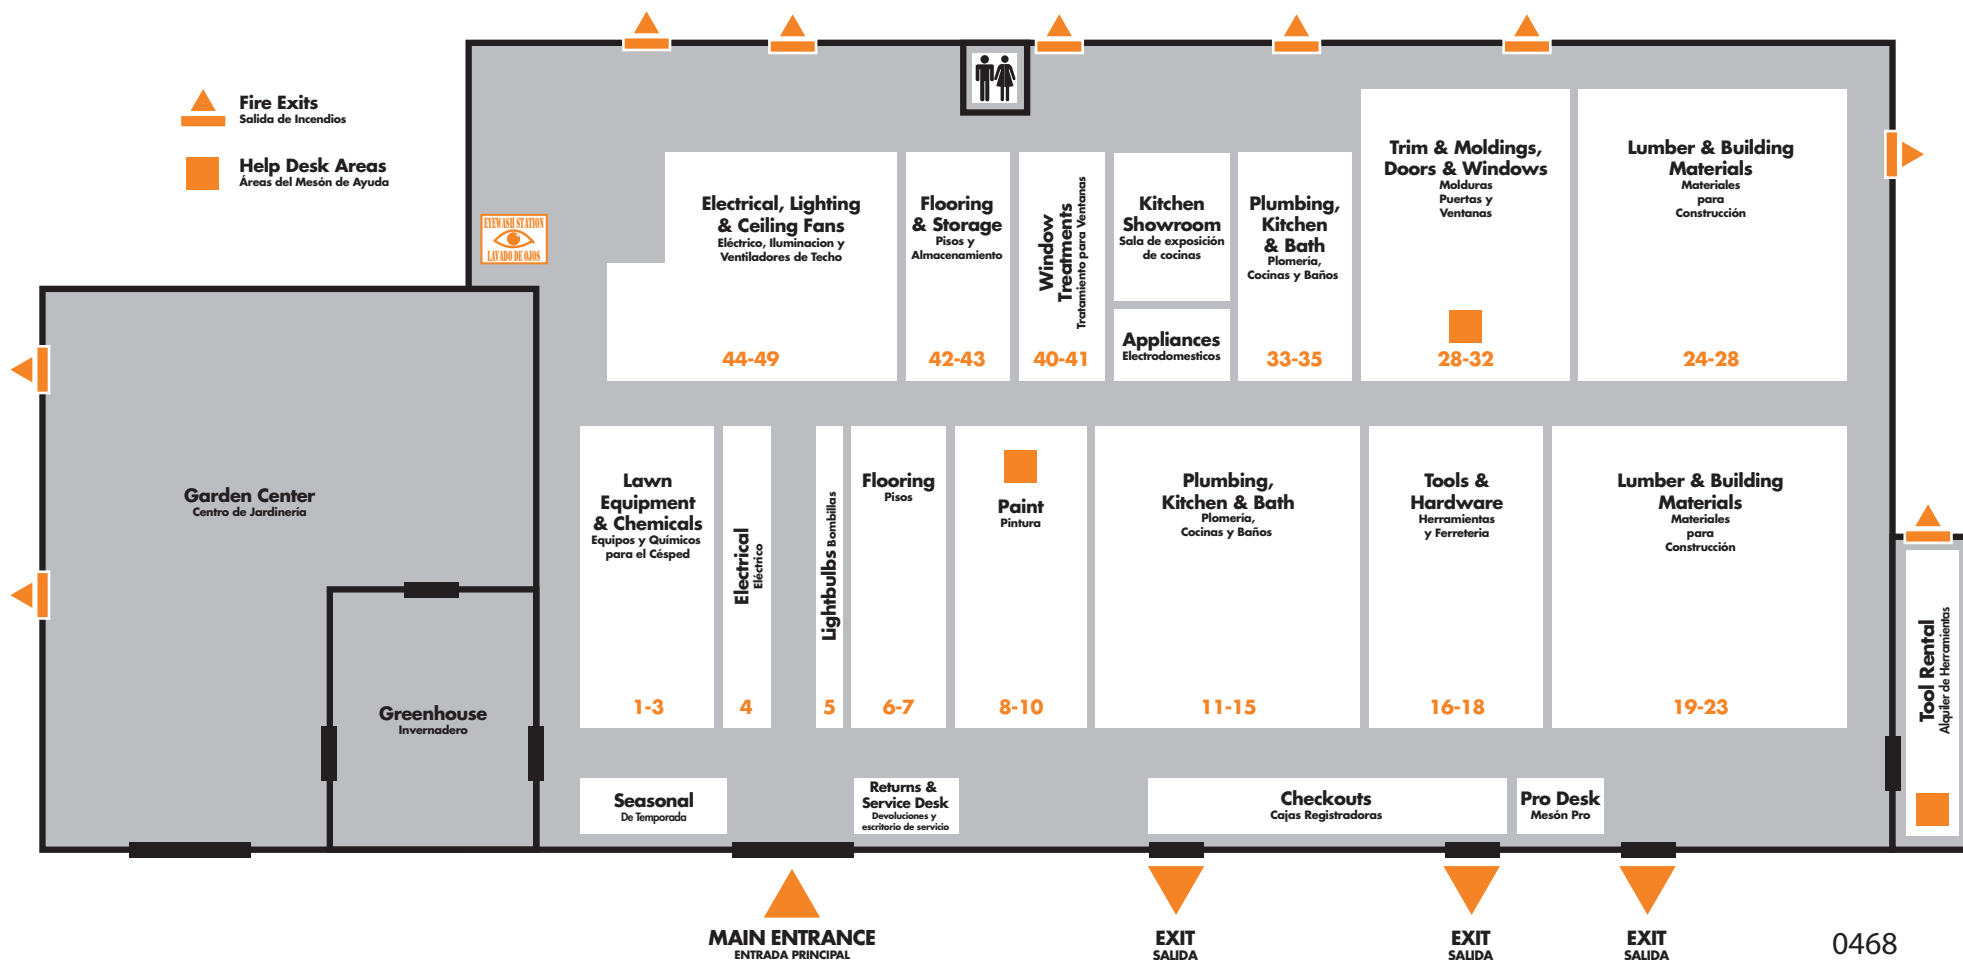 Fire Exits
Salida de Incendios
Help Desk Areas
Áreas del Mesón de Ayuda
EYEWASH STATION
LAVADO DE OJOS
Electrical, Lighting
& Ceiling Fans
Eléctrico, Iluminacion y
Ventiladores de Techo
44-49
Flooring
& Storage
Pisos y
Almacenamiento
42-43
Window
Treatments
Tratamiento para Ventanas
40-41
Kitchen
Showroom
Sala de exposición
de cocinas
Appliances
Electrodomesticos
Plumbing,
Kitchen
& Bath
Plomería,
Cocinas y Baños
33-35
Trim & Moldings,
Doors & Windows
Molduras
Puertas y
Ventanas
28-32
Lumber & Building
Materials
Materiales
para
Construcción
24-28
Garden Center
Centro de Jardinería
Greenhouse
Invernadero
Lawn
Equipment
& Chemicals
Equipos y Químicos
para el Césped
1-3
Electrical
Eléctrico
4
Lightbulbs Bombillas
5
Flooring
Pisos
6-7
Paint
Pintura
8-10
Plumbing,
Kitchen & Bath
Plomería,
Cocinas y Baños
11-15
Tools &
Hardware
Herramientas
y Ferreteria
16-18
Lumber & Building
Materials
Materiales
para
Construcción
19-23
Tool Rental
Alquiler de Herramientas
Seasonal
De Temporada
Returns &
Service Desk
Devoluciones y
escritorio de servicio
Checkouts
Cajas Registradoras
Pro Desk
Mesón Pro
MAIN ENTRANCE
ENTRADA PRINCIPAL
EXIT
SALIDA
EXIT
SALIDA
EXIT
SALIDA
0468